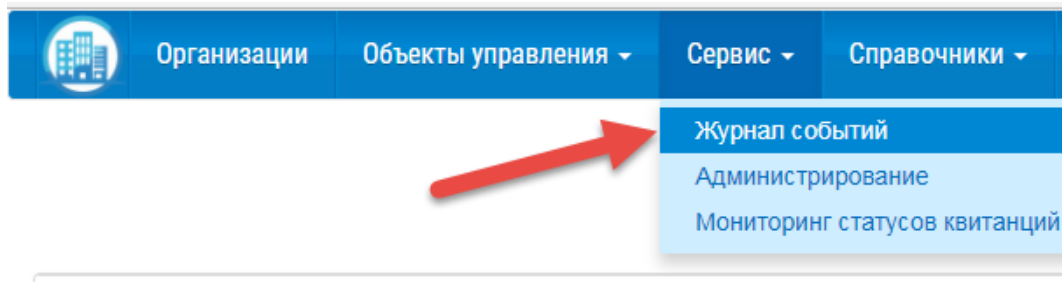 Организации Объекты управления Сервис Справочники
Журнал событий
Администрирование
Мониторинг статусов квитанций